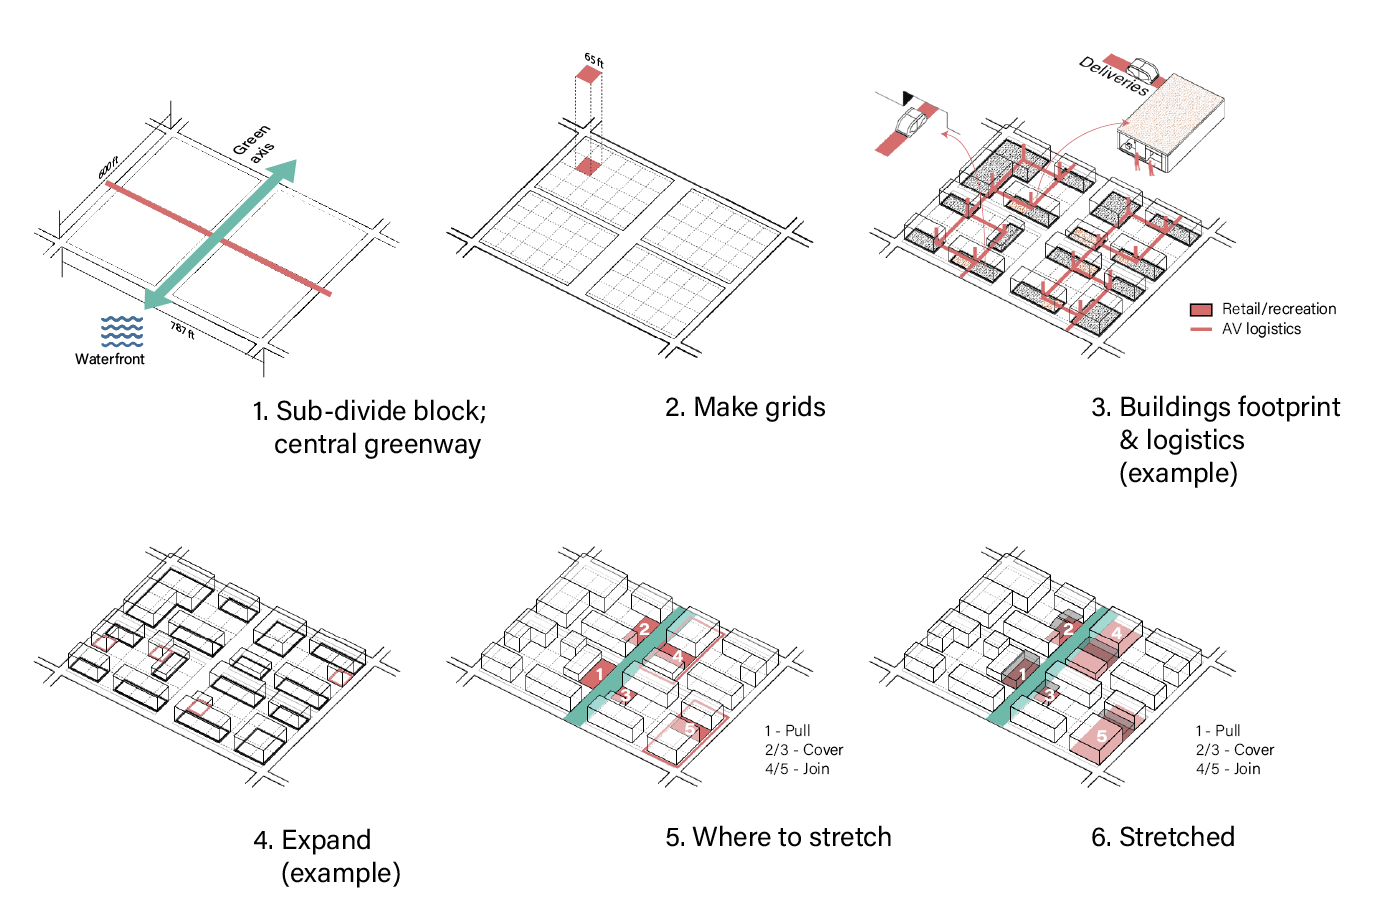 600 ft
Green
axis
787 ft
Waterfront
1. Sub-divide block;
central greenway
65 ft
2. Make grids
Deliveries
Retail/recreation
AV logistics
3. Buildings footprint
& logistics
(example)
4. Expand
(example)
2
4
1
3
5
1 - Pull
2/3 - Cover
4/5 - Join
5. Where to stretch
2
4
3
5
1 - Pull
2/3 - Cover
4/5 - Join
6. Stretched